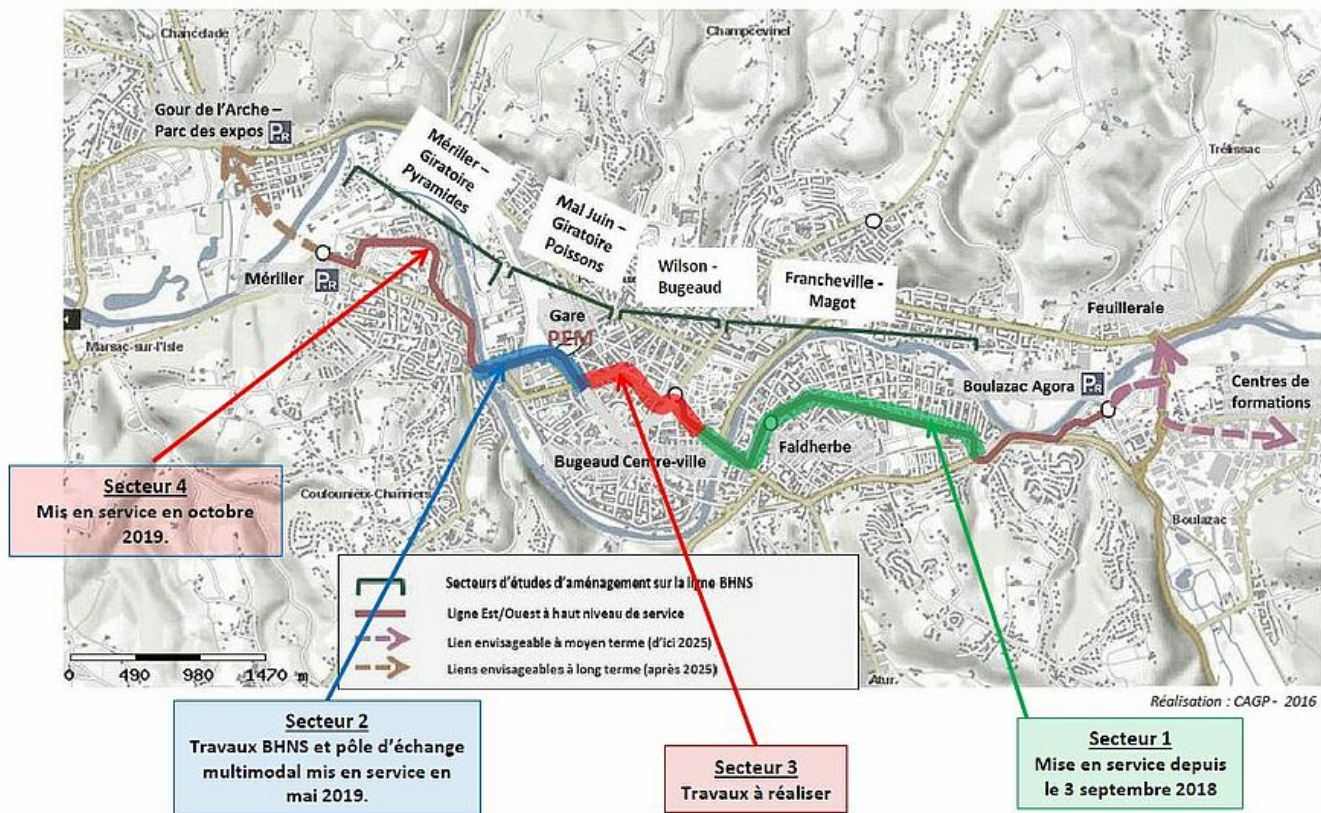 Chancelade
Champcevinel
Gour de l'Arche –
Parc des expos P+R
Mériller –
Giratoire
Pyramides
Mal Juin –
Giratoire
Poissons
Wilson -
Bugeaud
Francheville -
Magot
Trélissac
Mériller P+R
Gare
PEM
Feuilleraie
Marsac-sur-l'Isle
Boulazac Agora P+R
Centres de
formations
Bugeaud Centre-ville
Faidherbe
Coulounieix-Chamiers
Boulazac
Secteur 4
Mis en service en octobre
2019.
Secteurs d'études d'aménagement sur la ligne BHNS
Ligne Est/Ouest à haut niveau de service
Lien envisageable à moyen terme (d'ici 2025)
Liens envisageables à long terme (après 2025)
0 490 980 1470 m
Atur
Réalisation : CAGP - 2016
Secteur 2
Travaux BHNS et pôle d'échange
multimodal mis en service en
mai 2019.
Secteur 3
Travaux à réaliser
Secteur 1
Mise en service depuis
le 3 septembre 2018